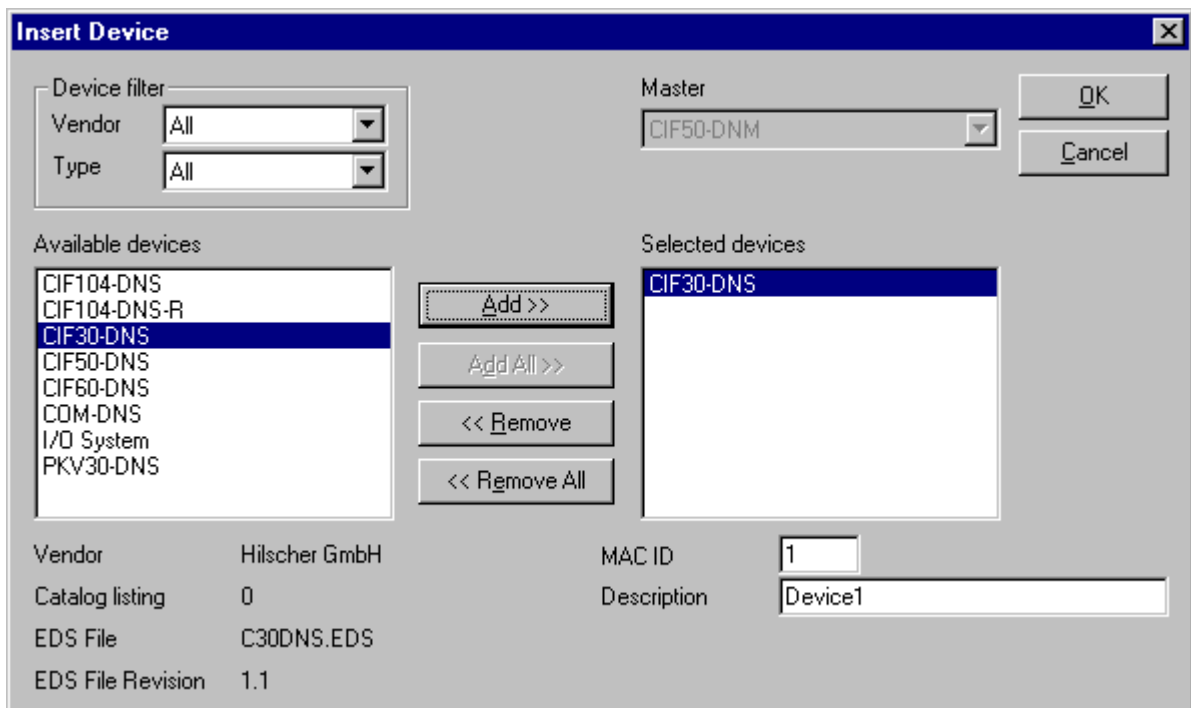 Insert Device
Device filter
Vendor All
Type All
Master
CIF50-DNM
OK
Cancel
Available devices
CIF104-DNS
CIF104-DNS-R
CIF30-DNS
CIF50-DNS
CIF60-DNS
COM-DNS
I/O System
PKV30-DNS
Add >>
Add All >>
<< Remove
<< Remove All
Selected devices
CIF30-DNS
Vendor Hilscher GmbH
Catalog listing 0
EDS File C30DNS.EDS
EDS File Revision 1.1
MAC ID 1
Description Device1